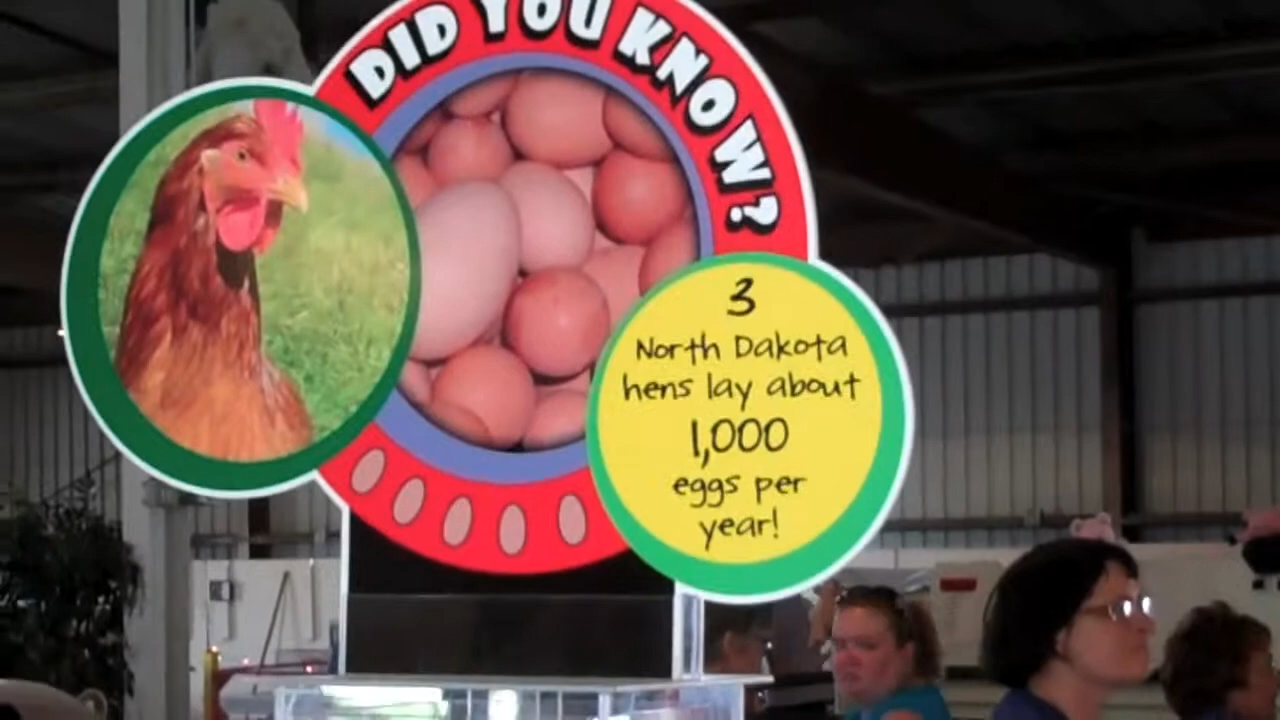 DID YOU KNOW?
3
North Dakota
hens lay about
1,000
eggs per
year!